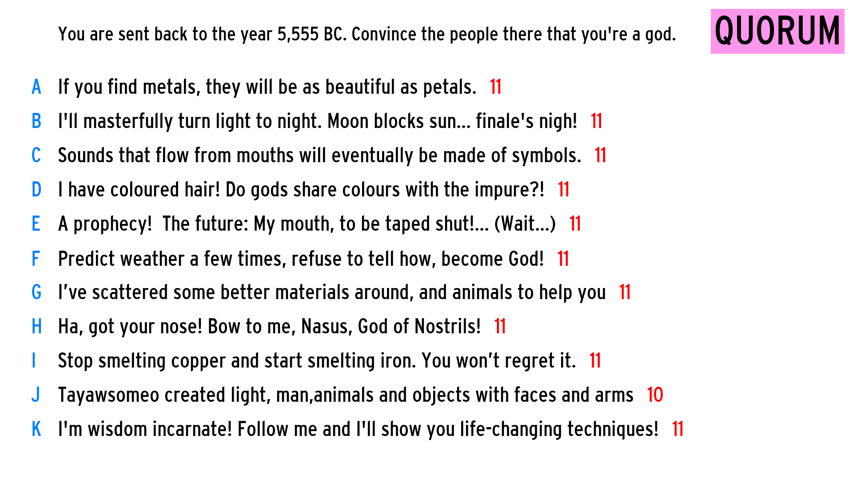 You are sent back to the year 5,555 BC. Convince the people there that you're a god.
QUORUM
A If you find metals, they will be as beautiful as petals. 11
B I'll masterfully turn light to night. Moon blocks sun... finale's nigh! 11
C Sounds that flow from mouths will eventually be made of symbols. 11
D I have coloured hair! Do gods share colours with the impure?! 11
E A prophecy! The future: My mouth, to be taped shut!... (Wait...) 11
F Predict weather a few times, refuse to tell how, become God! 11
G I’ve scattered some better materials around, and animals to help you 11
H Ha, got your nose! Bow to me, Nasus, God of Nostrils! 11
I Stop smelting copper and start smelting iron. You won’t regret it. 11
J Tayawsomeo created light, man,animals and objects with faces and arms 10
K I'm wisdom incarnate! Follow me and I'll show you life-changing techniques! 11